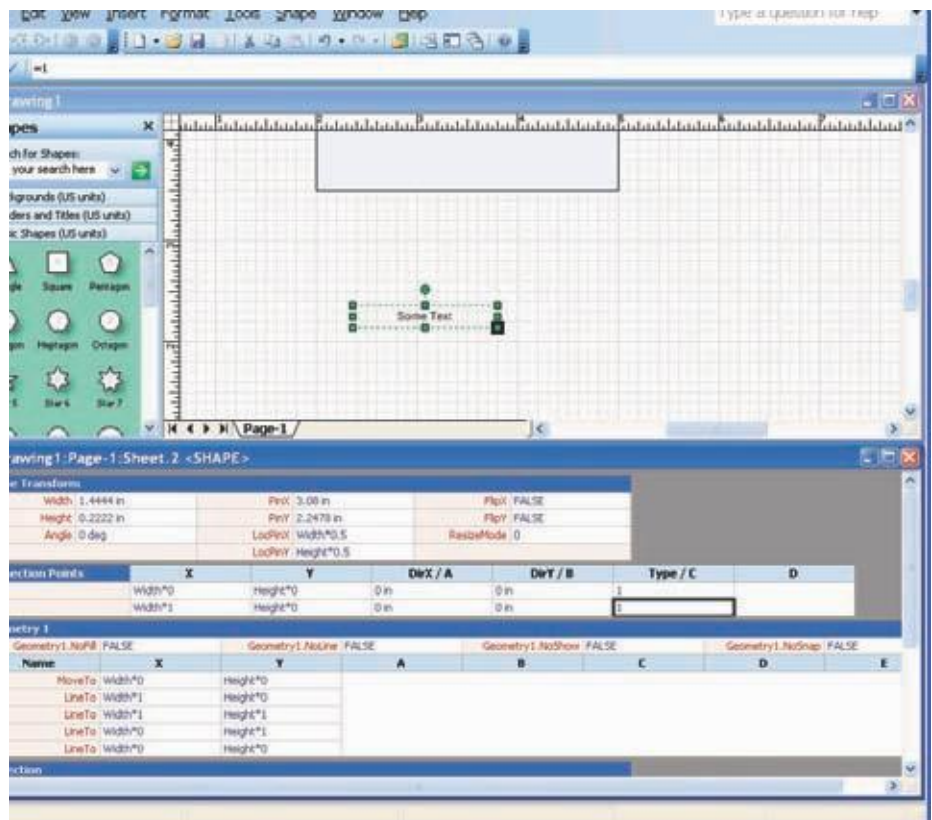 Edit View Insert Format Tools Shape Window Help
Type a question for help
=1
rawing1
pes
ch for Shapes:
your search here
kgrounds (US units)
ders and Titles (US units)
ic Shapes (US units)
Square Pentagon
Heptagon Octagon
Star 6 Star 7
Some Text
Page-1
rawing1:Page-1:Sheet.2 <SHAPE>
e Transform
Width 1.4444 in PinX 3.08 in FlipX FALSE
Height 0.2222 in PinY 2.2478 in FlipY FALSE
Angle 0 deg LocPinX Width*0.5 ResizeMode 0
LocPinY Height*0.5
ection Points X Y DirX / A DirY / B Type / C D
Width*0 Height*0 0 in 0 in 1
Width*1 Height*0 0 in 0 in 1
metry 1
Geometry1.NoFill FALSE Geometry1.NoLine FALSE Geometry1.NoShow FALSE Geometry1.NoSnap FALSE
Name X Y A B C D E
MoveTo Width*0 Height*0
LineTo Width*1 Height*0
LineTo Width*1 Height*1
LineTo Width*0 Height*1
LineTo Width*0 Height*0
ection